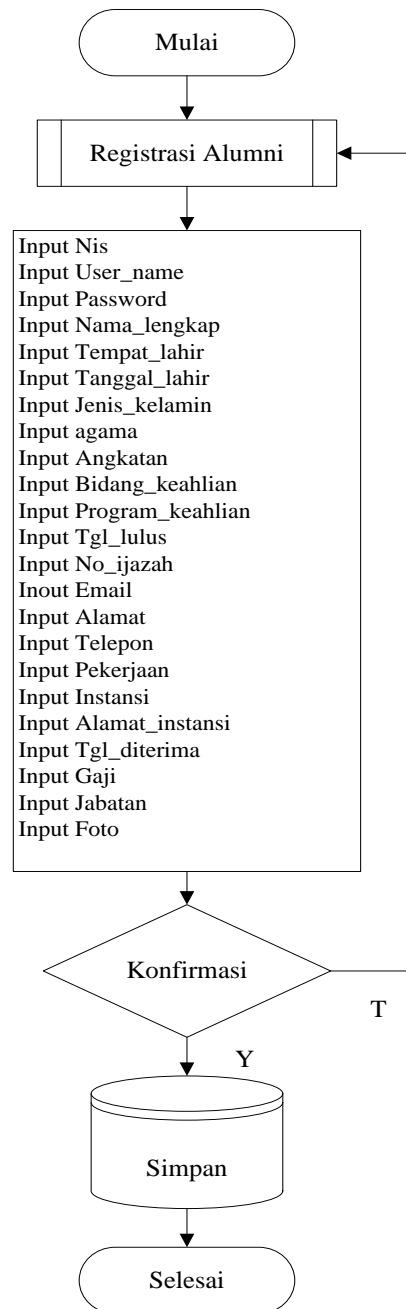 Mulai
Registrasi Alumni
Input Nis
Input User_name
Input Password
Input Nama_lengkap
Input Tempat_lahir
Input Tanggal_lahir
Input Jenis_kelamin
Input agama
Input Angkatan
Input Bidang_keahlian
Input Program_keahlian
Input Tgl_lulus
Input No_ijazah
Inout Email
Input Alamat
Input Telepon
Input Pekerjaan
Input Instansi
Input Alamat_instansi
Input Tgl_diterima
Input Gaji
Input Jabatan
Input Foto
Konfirmasi
T
Y
Simpan
Selesai